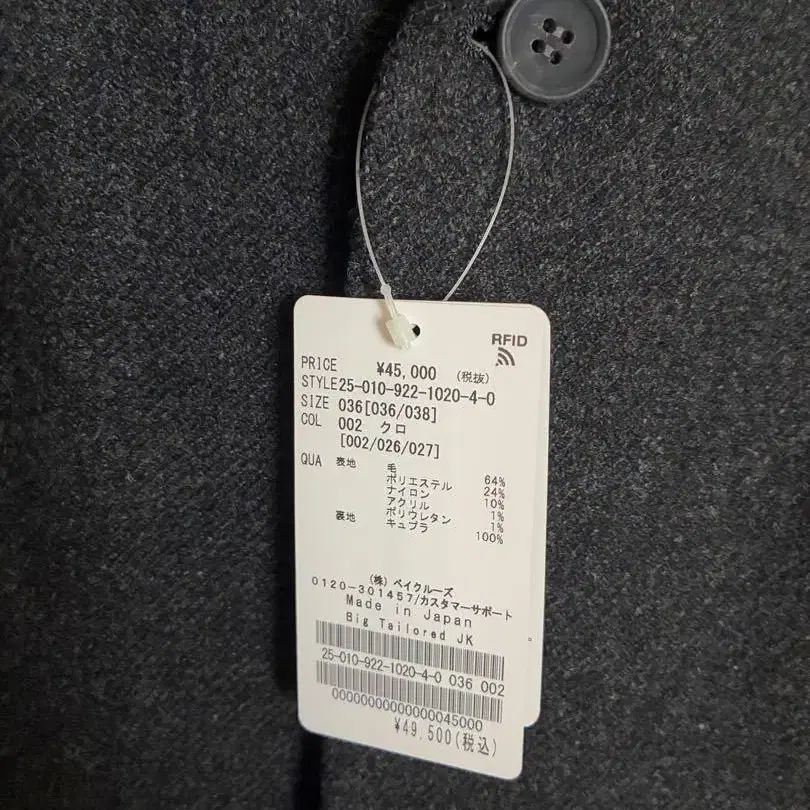 RFID
PRICE ¥45,000 (税抜)
STYLE 25-010-922-1020-4-0
SIZE 036[036/038]
COL 002 クロ
[002/026/027]
QUA 表地 毛 64%
ポリエステル 24%
ナイロン 10%
アクリル 1%
ポリウレタン 1%
裏地 キュプラ 100%
(株)ベイクルーズ
0120-301457/カスタマーサポート
Made in Japan
Big Tailored JK
25-010-922-1020-4-0 036 002
00000000000000045000
¥49,500(税込)